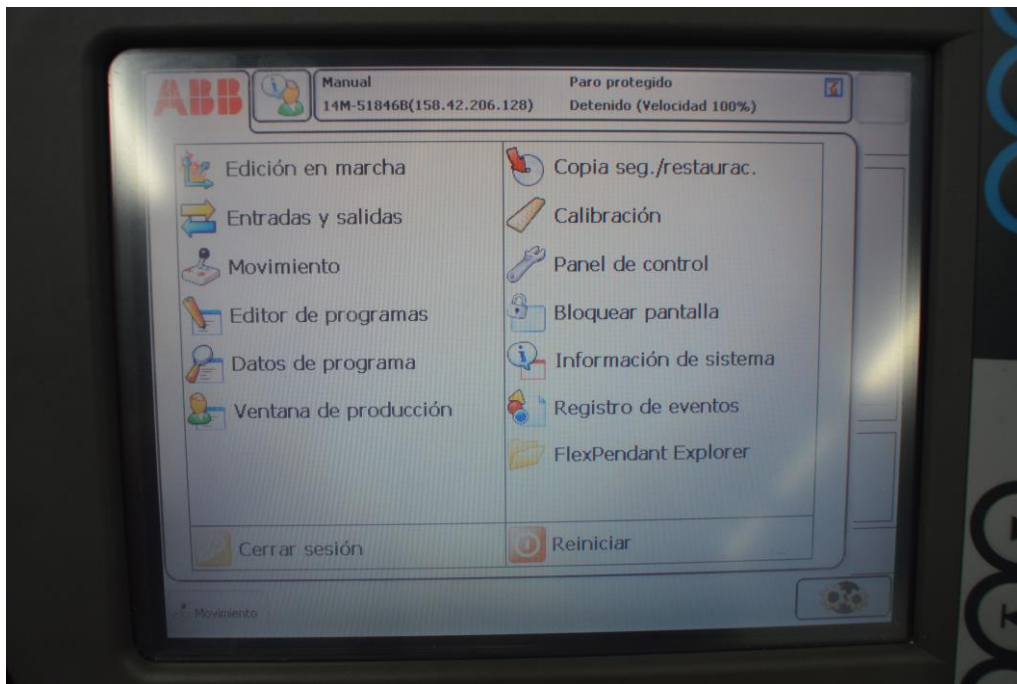 ABB
Manual
Paro protegido
14M-51846B(158.42.206.128)
Detenido (Velocidad 100%)
Edición en marcha
Entradas y salidas
Movimiento
Editor de programas
Datos de programa
Ventana de producción
Copia seg./restaurac.
Calibración
Panel de control
Bloquear pantalla
Información de sistema
Registro de eventos
FlexPendant Explorer
Cerrar sesión
Reiniciar
Movimiento